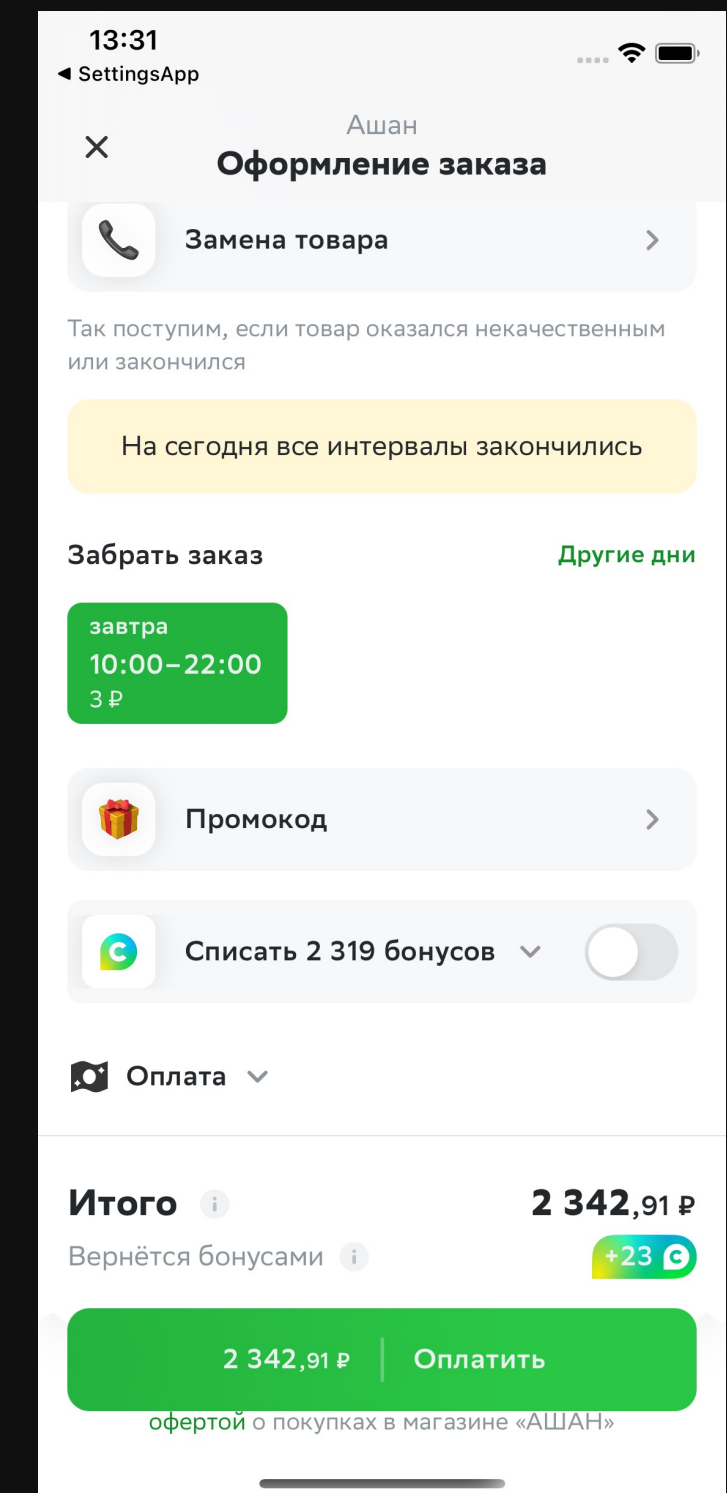 13:31
◀ SettingsApp
Ашан
Оформление заказа
Замена товара
Так поступим, если товар оказался некачественным
или закончился
На сегодня все интервалы закончились
Забрать заказ
Другие дни
завтра
10:00–22:00
3 ₽
Промокод
Списать 2 319 бонусов
Оплата
Итого
2 342,91 ₽
Вернётся бонусами
+23
2 342,91 ₽ Оплатить
офертой о покупках в магазине «АШАН»